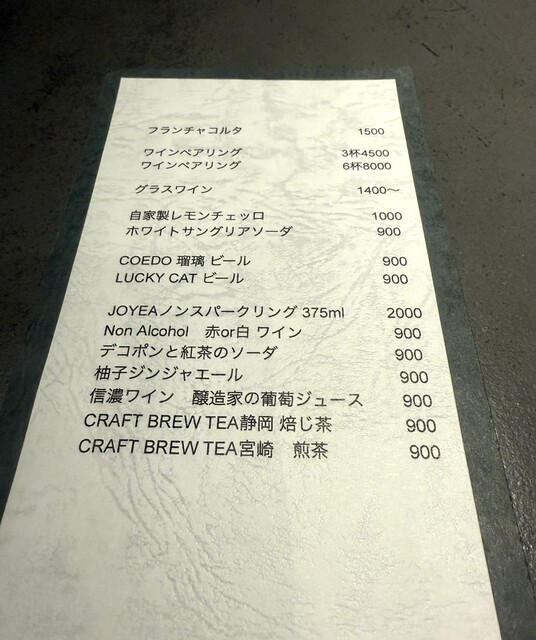 フランチャコルタ 1500
ワインペアリング 3杯4500
ワインペアリング 6杯8000
グラスワイン 1400〜
自家製レモンチェッロ 1000
ホワイトサングリアソーダ 900
COEDO 瑠璃 ビール 900
LUCKY CAT ビール 900
JOYEAノンスパークリング 375ml 2000
Non Alcohol 赤or白 ワイン 900
デコポンと紅茶のソーダ 900
柚子ジンジャエール 900
信濃ワイン 醸造家の葡萄ジュース 900
CRAFT BREW TEA静岡 焙じ茶 900
CRAFT BREW TEA宮崎 煎茶 900